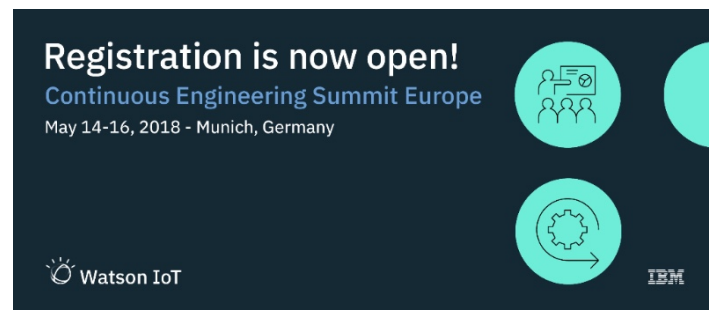 Registration is now open!
Continuous Engineering Summit Europe
May 14-16, 2018 - Munich, Germany
Watson IoT
IBM